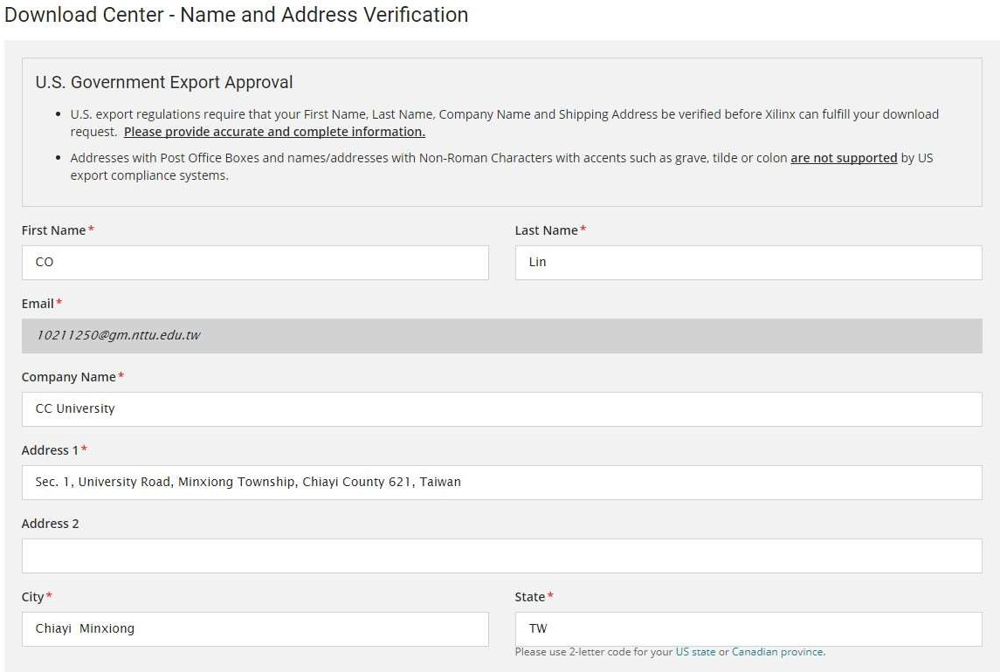 Download Center - Name and Address Verification
U.S. Government Export Approval
• U.S. export regulations require that your First Name, Last Name, Company Name and Shipping Address be verified before Xilinx can fulfill your download
request. Please provide accurate and complete information.
• Addresses with Post Office Boxes and names/addresses with Non-Roman Characters with accents such as grave, tilde or colon are not supported by US
export compliance systems.
First Name* Last Name*
CO Lin
Email*
10211250@gm.nttu.edu.tw
Company Name*
CC University
Address 1*
Sec. 1, University Road, Minxiong Township, Chiayi County 621, Taiwan
Address 2
City* State*
Chiayi  Minxiong TW
Please use 2-letter code for your US state or Canadian province.